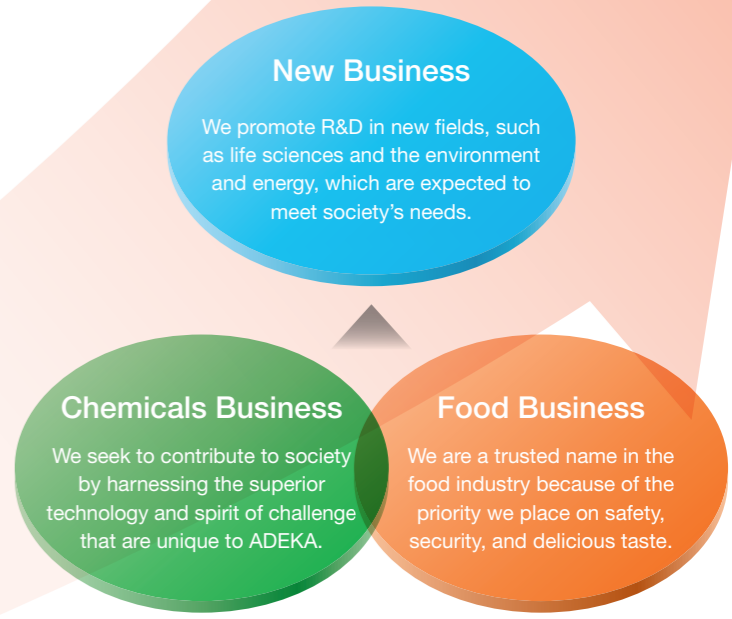 New Business
We promote R&D in new fields, such
as life sciences and the environment
and energy, which are expected to
meet society’s needs.
Chemicals Business
We seek to contribute to society
by harnessing the superior
technology and spirit of challenge
that are unique to ADEKA.
Food Business
We are a trusted name in the
food industry because of the
priority we place on safety,
security, and delicious taste.